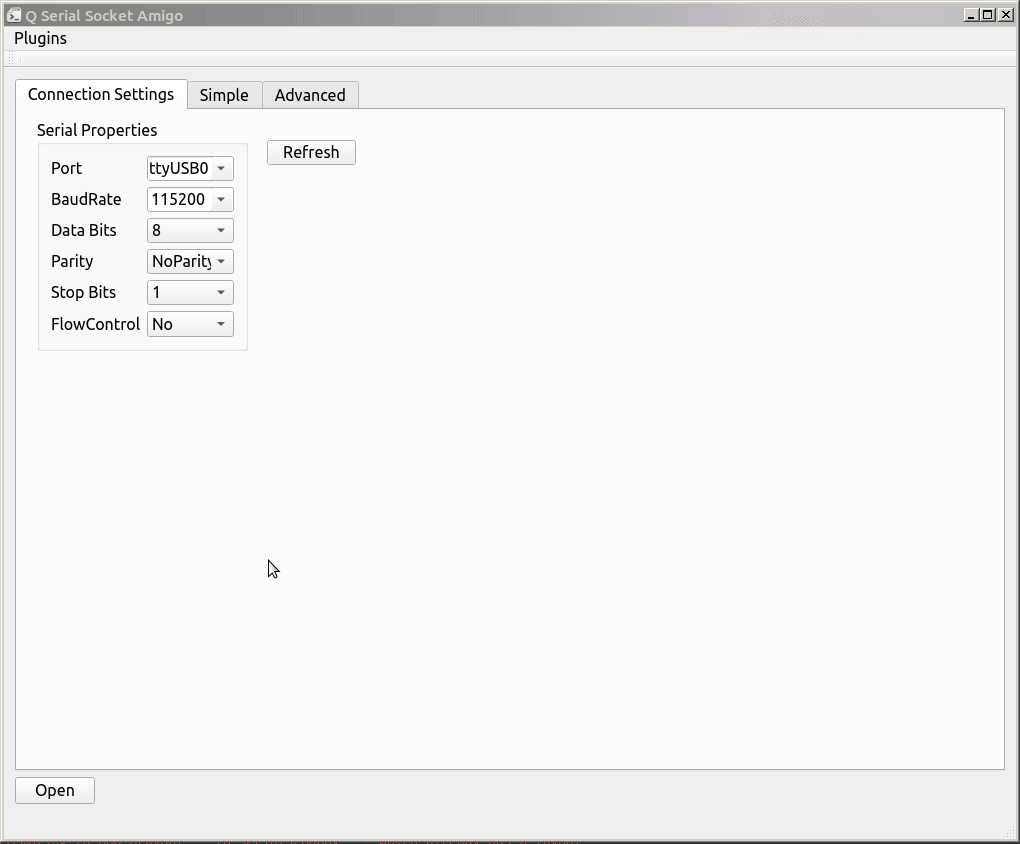 Q Serial Socket Amigo
Plugins
Connection Settings Simple Advanced
Serial Properties
Refresh
Port ttyUSB0
BaudRate 115200
Data Bits 8
Parity NoParity
Stop Bits 1
FlowControl No
Open